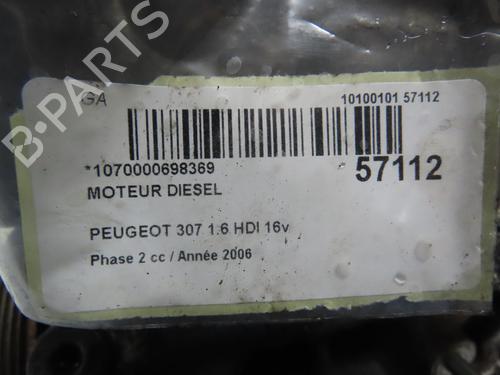 GA 10100101 57112
*1070000698369 57112
MOTEUR DIESEL
PEUGEOT 307 1.6 HDI 16v
Phase 2 cc / Année 2006
B-PARTS